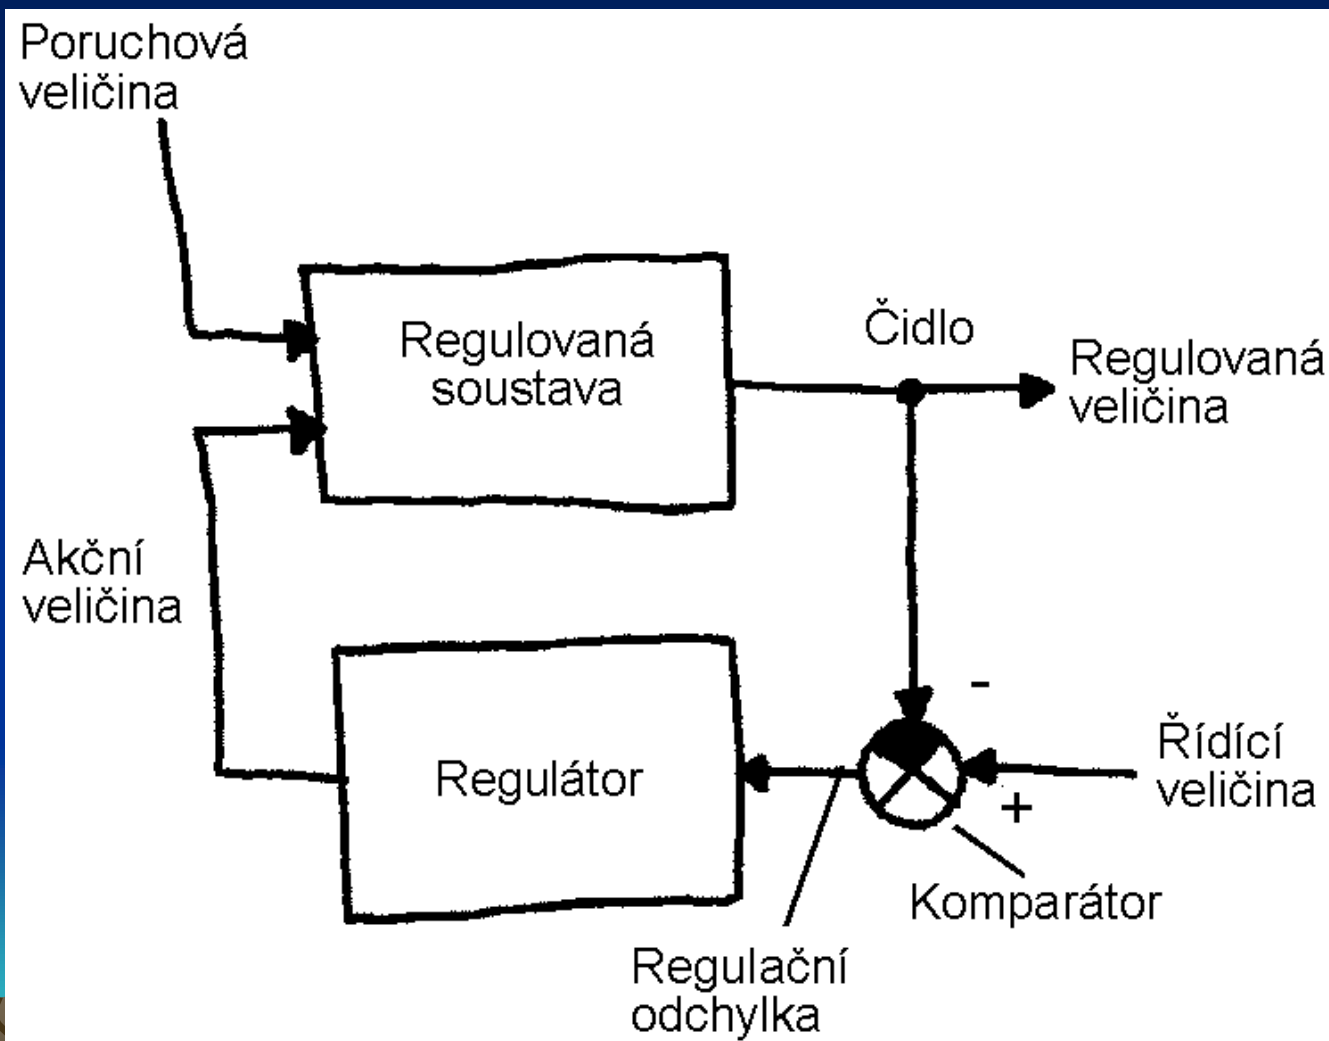 Poruchová
veličina
Regulovaná
soustava
Čidlo
Regulovaná
veličina
Akční
veličina
-
Regulátor
Řídící
veličina
+
Komparátor
Regulační
odchylka